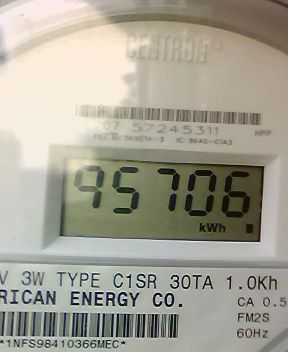 CENTRON®
07 57245311
HPP
95706
kWh
V 3W TYPE C1SR 30TA 1.0Kh
RICAN ENERGY CO.
CA 0.5
FM2S
60Hz
*1NFS98410366MEC*